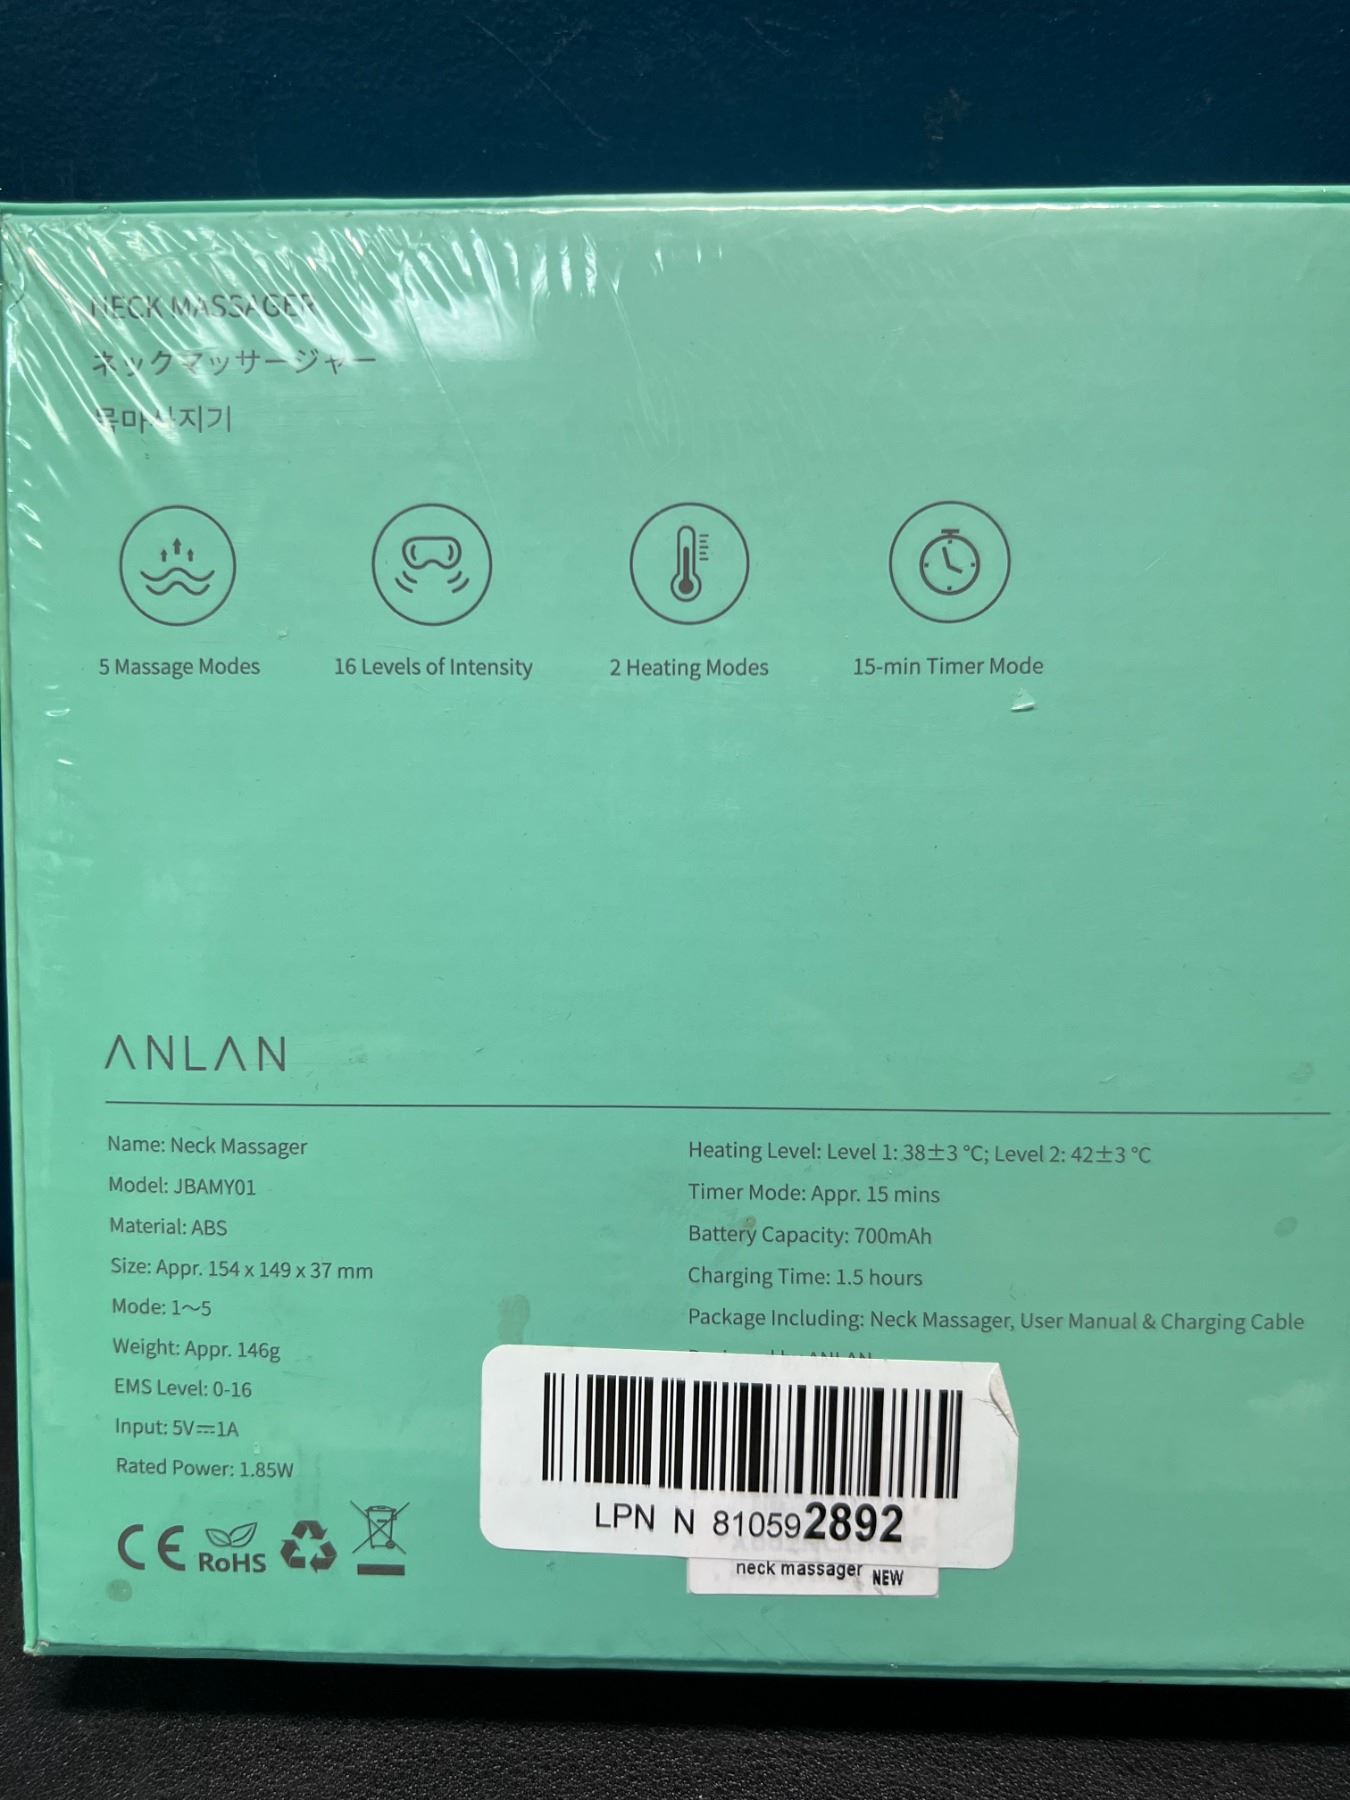 NECK MASSAGER
ネックマッサージャー
목마사지기
5 Massage Modes
16 Levels of Intensity
2 Heating Modes
15-min Timer Mode
ANLAN
Name: Neck Massager
Model: JBAMY01
Material: ABS
Size: Appr. 154 x 149 x 37 mm
Mode: 1～5
Weight: Appr. 146g
EMS Level: 0-16
Input: 5V⎓1A
Rated Power: 1.85W
CE RoHS
Heating Level: Level 1: 38±3 °C; Level 2: 42±3 °C
Timer Mode: Appr. 15 mins
Battery Capacity: 700mAh
Charging Time: 1.5 hours
Package Including: Neck Massager, User Manual & Charging Cable
LPN N 8105928​92
neck massager NEW